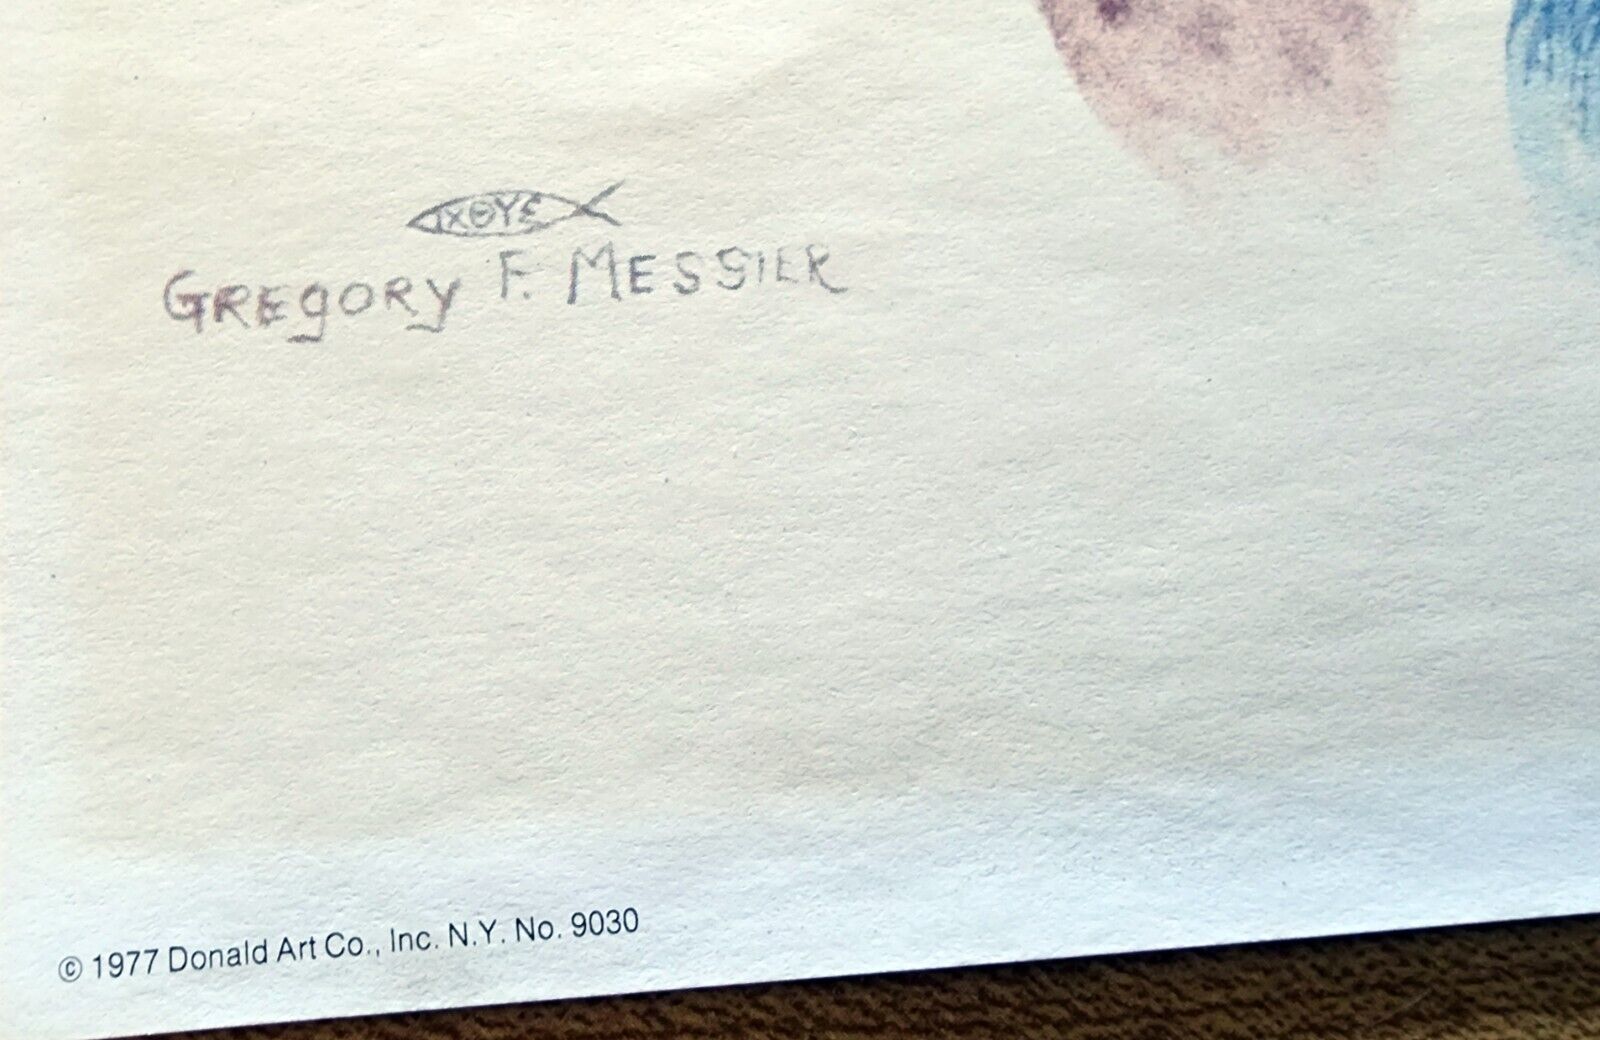 ΙΧΘΥΣ
GREgORy F. MESSIER
© 1977 Donald Art Co., Inc. N.Y. No. 9030